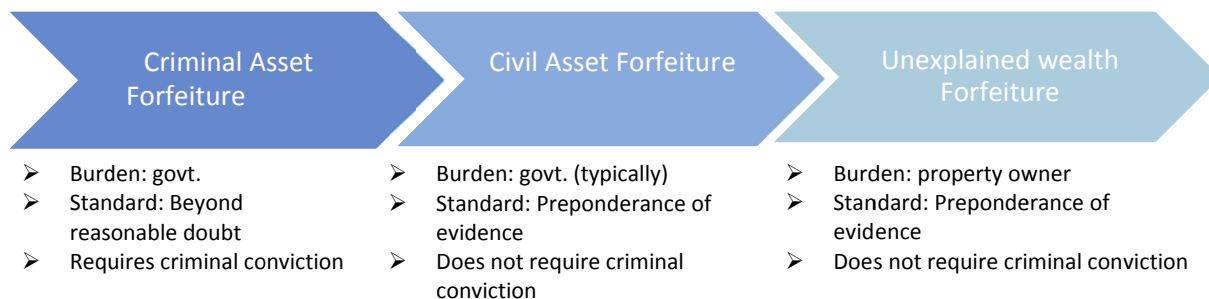 Criminal Asset
Forfeiture
➢ Burden: govt.
➢ Standard: Beyond
reasonable doubt
➢ Requires criminal conviction
Civil Asset Forfeiture
➢ Burden: govt. (typically)
➢ Standard: Preponderance of
evidence
➢ Does not require criminal
conviction
Unexplained wealth
Forfeiture
➢ Burden: property owner
➢ Standard: Preponderance of
evidence
➢ Does not require criminal conviction